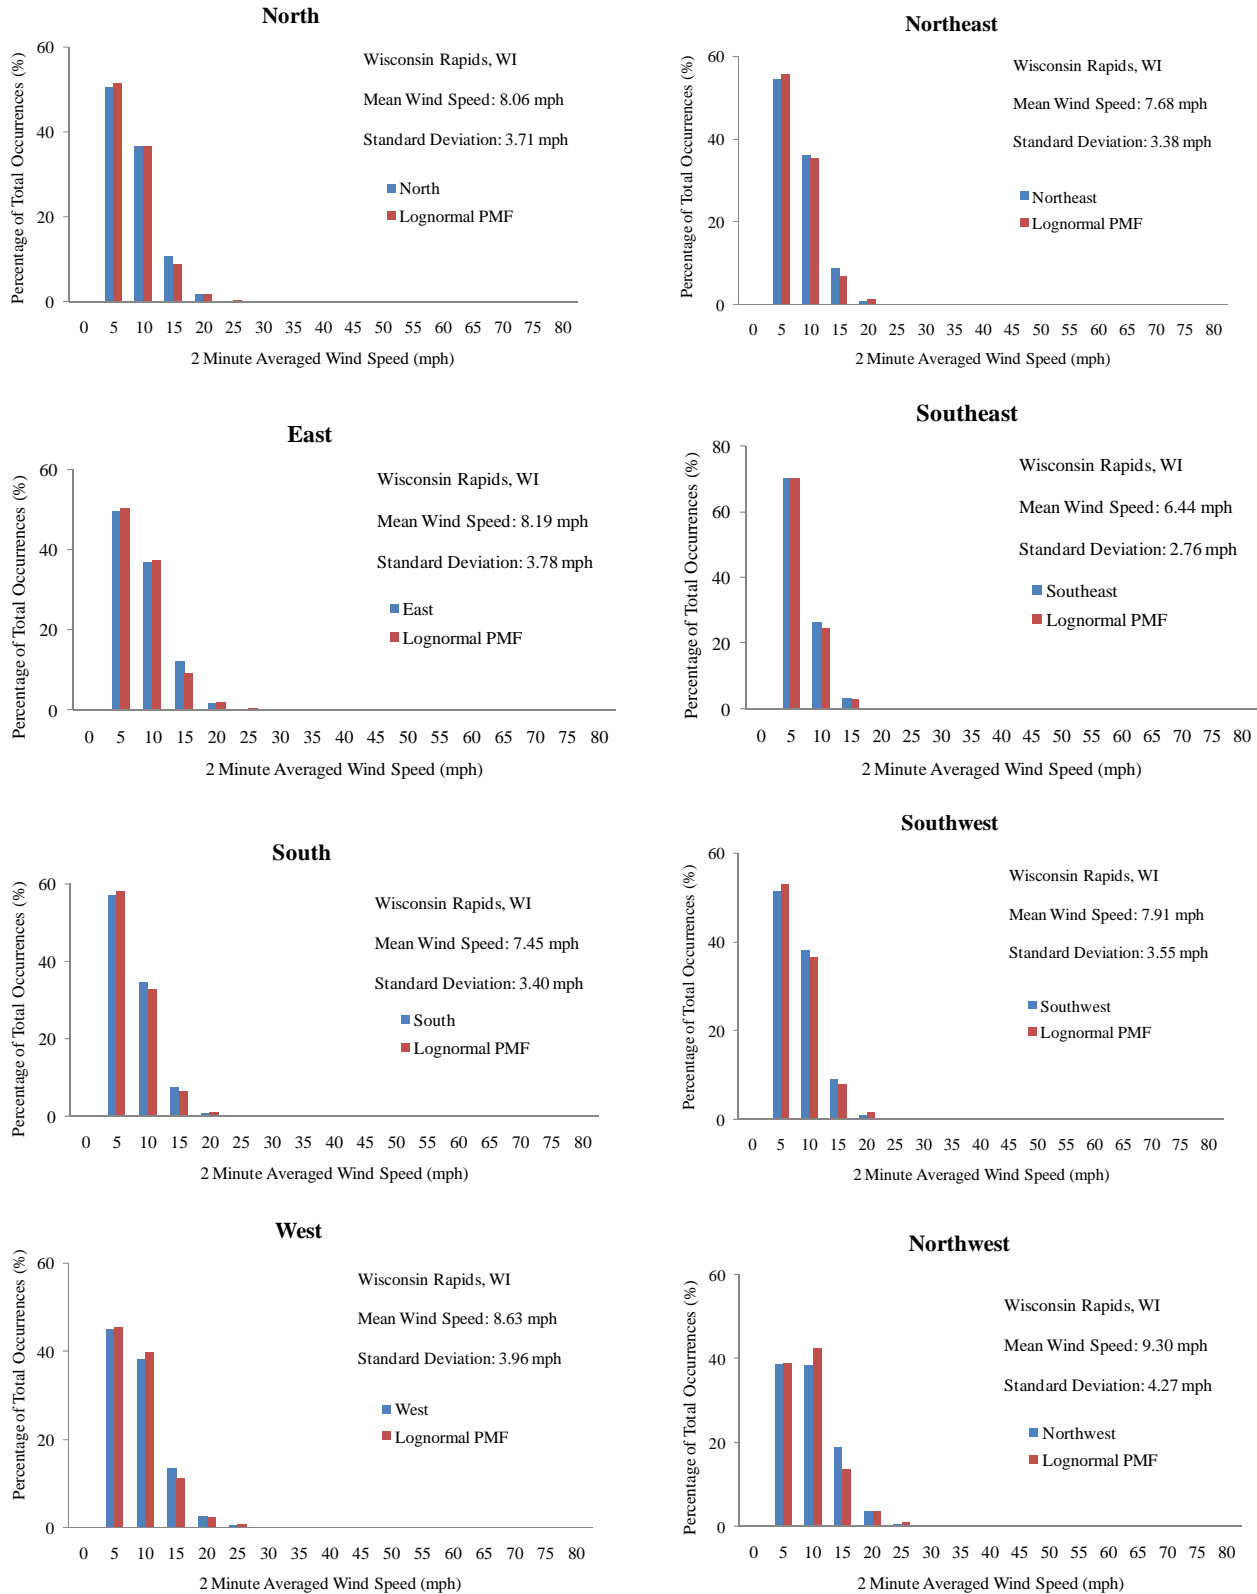 North
Percentage of Total Occurrences (%)
60
40
20
0
Wisconsin Rapids, WI
Mean Wind Speed: 8.06 mph
Standard Deviation: 3.71 mph
North
Lognormal PMF
0 5 10 15 20 25 30 35 40 45 50 55 60 65 70 75 80
2 Minute Averaged Wind Speed (mph)
Northeast
Percentage of Total Occurrences (%)
60
40
20
0
Wisconsin Rapids, WI
Mean Wind Speed: 7.68 mph
Standard Deviation: 3.38 mph
Northeast
Lognormal PMF
0 5 10 15 20 25 30 35 40 45 50 55 60 65 70 75 80
2 Minute Averaged Wind Speed (mph)
East
Percentage of Total Occurrences (%)
60
40
20
0
Wisconsin Rapids, WI
Mean Wind Speed: 8.19 mph
Standard Deviation: 3.78 mph
East
Lognormal PMF
0 5 10 15 20 25 30 35 40 45 50 55 60 65 70 75 80
2 Minute Averaged Wind Speed (mph)
Southeast
Percentage of Total Occurrences (%)
80
60
40
20
0
Wisconsin Rapids, WI
Mean Wind Speed: 6.44 mph
Standard Deviation: 2.76 mph
Southeast
Lognormal PMF
0 5 10 15 20 25 30 35 40 45 50 55 60 65 70 75 80
2 Minute Averaged Wind Speed (mph)
South
Percentage of Total Occurrences (%)
60
40
20
0
Wisconsin Rapids, WI
Mean Wind Speed: 7.45 mph
Standard Deviation: 3.40 mph
South
Lognormal PMF
0 5 10 15 20 25 30 35 40 45 50 55 60 65 70 75 80
2 Minute Averaged Wind Speed (mph)
Southwest
Percentage of Total Occurrences (%)
60
40
20
0
Wisconsin Rapids, WI
Mean Wind Speed: 7.91 mph
Standard Deviation: 3.55 mph
Southwest
Lognormal PMF
0 5 10 15 20 25 30 35 40 45 50 55 60 65 70 75 80
2 Minute Averaged Wind Speed (mph)
West
Percentage of Total Occurrences (%)
60
40
20
0
Wisconsin Rapids, WI
Mean Wind Speed: 8.63 mph
Standard Deviation: 3.96 mph
West
Lognormal PMF
0 5 10 15 20 25 30 35 40 45 50 55 60 65 70 75 80
2 Minute Averaged Wind Speed (mph)
Northwest
Percentage of Total Occurrences (%)
60
40
20
0
Wisconsin Rapids, WI
Mean Wind Speed: 9.30 mph
Standard Deviation: 4.27 mph
Northwest
Lognormal PMF
0 5 10 15 20 25 30 35 40 45 50 55 60 65 70 75 80
2 Minute Averaged Wind Speed (mph)